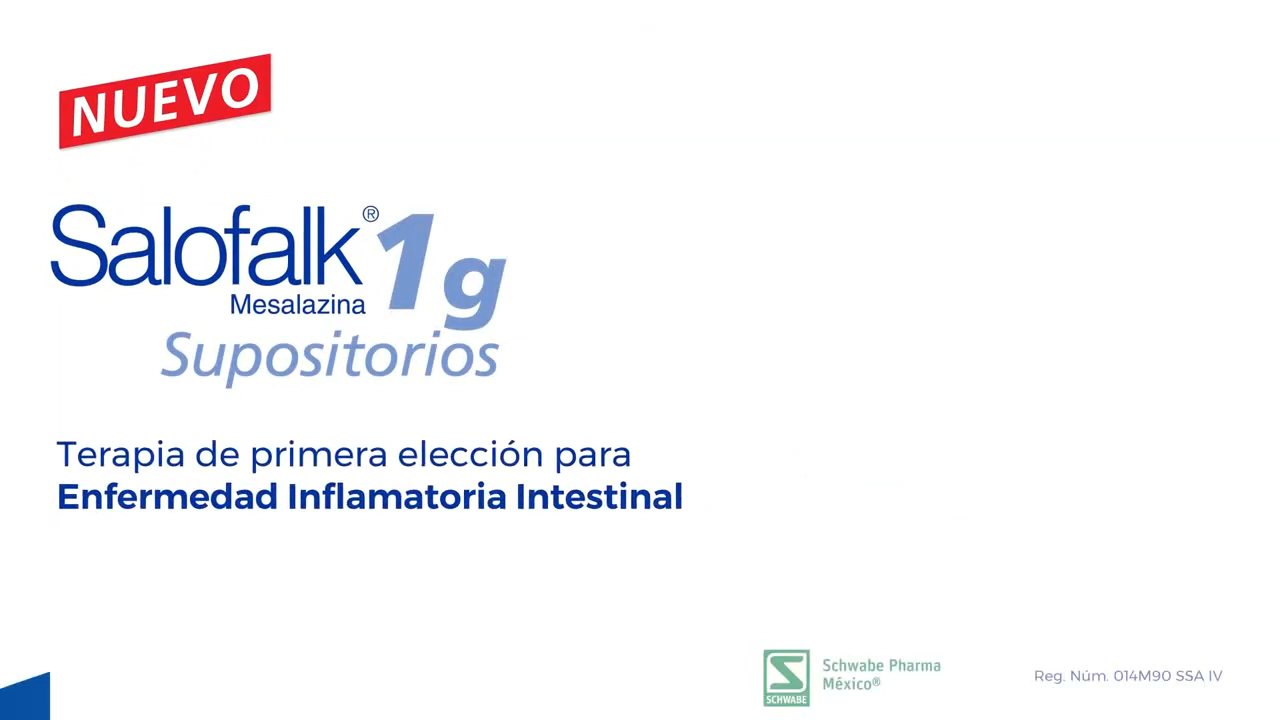 NUEVO
Salofalk® 1g
Mesalazina
Supositorios
Terapia de primera elección para
Enfermedad Inflamatoria Intestinal
SCHWABE
Schwabe Pharma
México®
Reg. Núm. 014M90 SSA IV